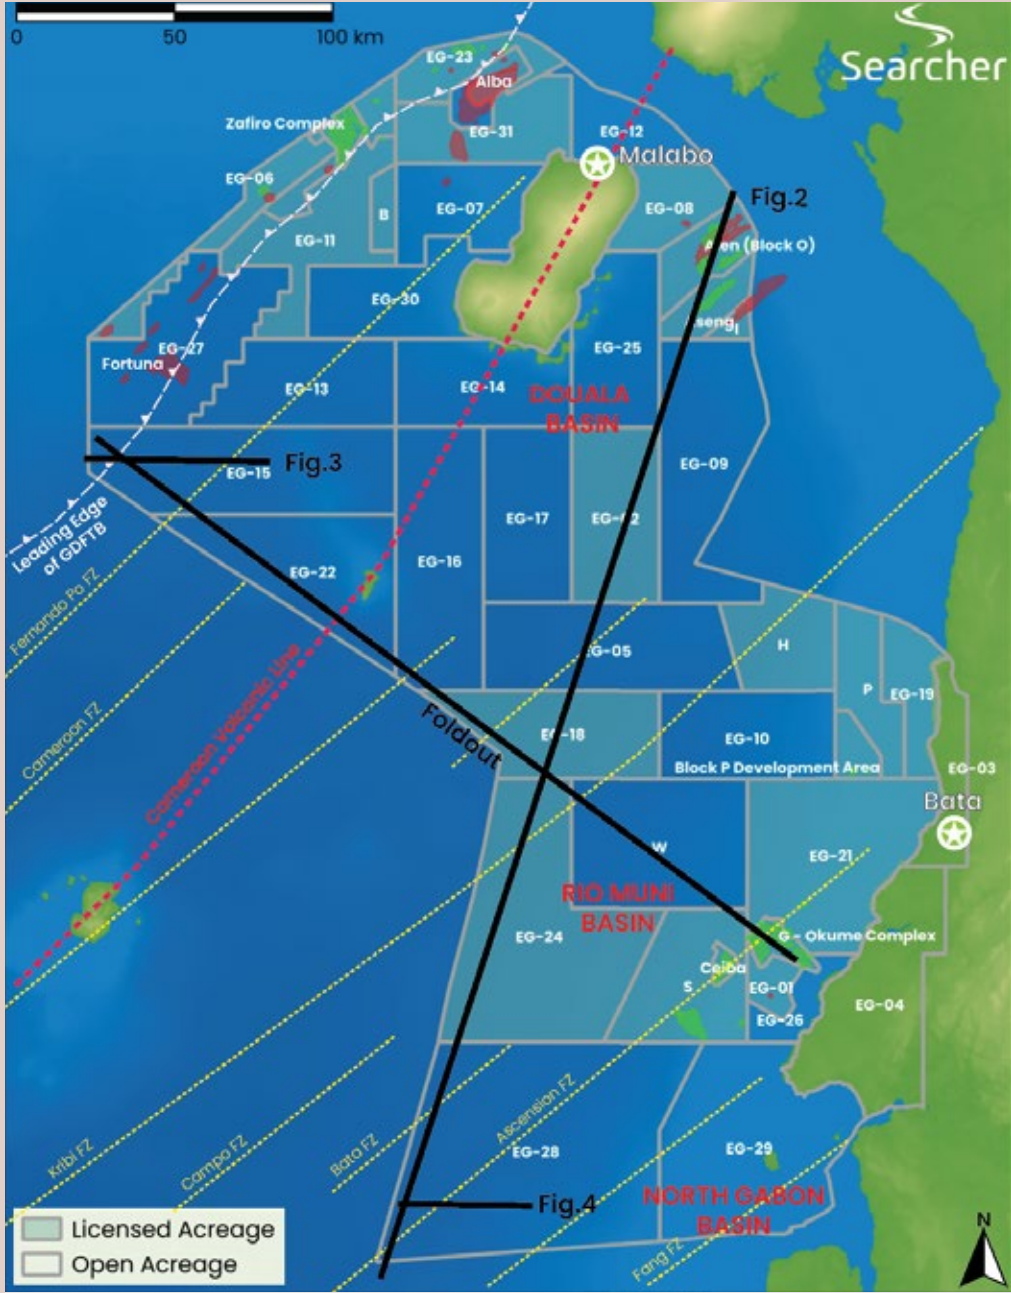 0 50 100 km
Searcher
EG-23
Alba
Zafiro Complex
EG-31
EG-12
Malabo
EG-06
Fig.2
B
EG-07
EG-08
EG-11
(Block O)
EG-30
EG-25
EG-27
Fortuna
EG-13
EG-14
DOUALA
BASIN
Fig.3
EG-15
EG-09
Leading Edge
of GDFTB
EG-17
EG-16
EG-22
Fernando Po FZ
EG-05
H
P
EG-19
Cameroon FZ
Cameroon Volcanic Line
Foldout
EG-18
EG-10
Block P Development Area
EG-03
Bata
W
EG-21
RIO MUNI
BASIN
EG-24
G - Okume Complex
Ceiba
S
EG-01
EG-04
EG-26
Kribi FZ
Campo FZ
Bata FZ
Ascension FZ
EG-28
EG-29
Fig.4
NORTH GABON
BASIN
Fang FZ
Licensed Acreage
Open Acreage
N